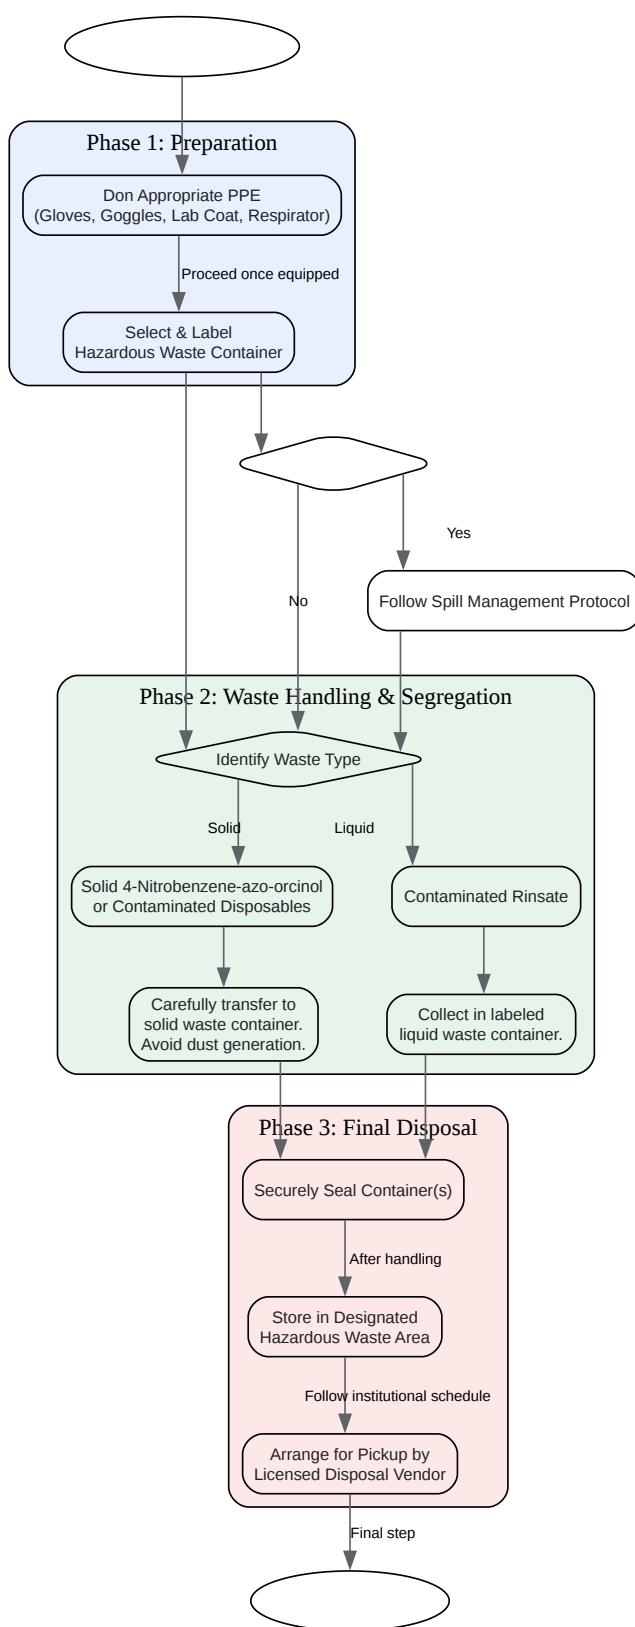 Phase 1: Preparation
Don Appropriate PPE
(Gloves, Goggles, Lab Coat, Respirator)
Proceed once equipped
Select & Label
Hazardous Waste Container
Yes
No
Follow Spill Management Protocol
Phase 2: Waste Handling & Segregation
Identify Waste Type
Solid
Liquid
Solid 4-Nitrobenzene-azo-orcinol
or Contaminated Disposables
Contaminated Rinsate
Carefully transfer to
solid waste container.
Avoid dust generation.
Collect in labeled
liquid waste container.
Phase 3: Final Disposal
Securely Seal Container(s)
After handling
Store in Designated
Hazardous Waste Area
Follow institutional schedule
Arrange for Pickup by
Licensed Disposal Vendor
Final step